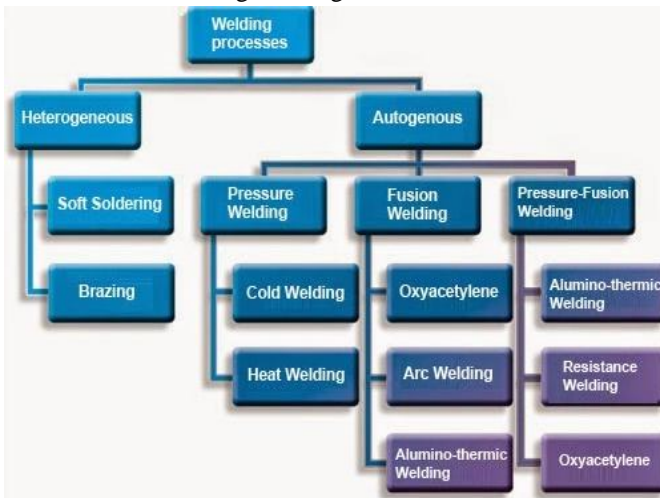 Welding
processes
Heterogeneous
Autogenous
Soft Soldering
Brazing
Pressure
Welding
Fusion
Welding
Pressure-Fusion
Welding
Cold Welding
Heat Welding
Oxyacetylene
Arc Welding
Alumino-thermic
Welding
Alumino-thermic
Welding
Resistance
Welding
Oxyacetylene